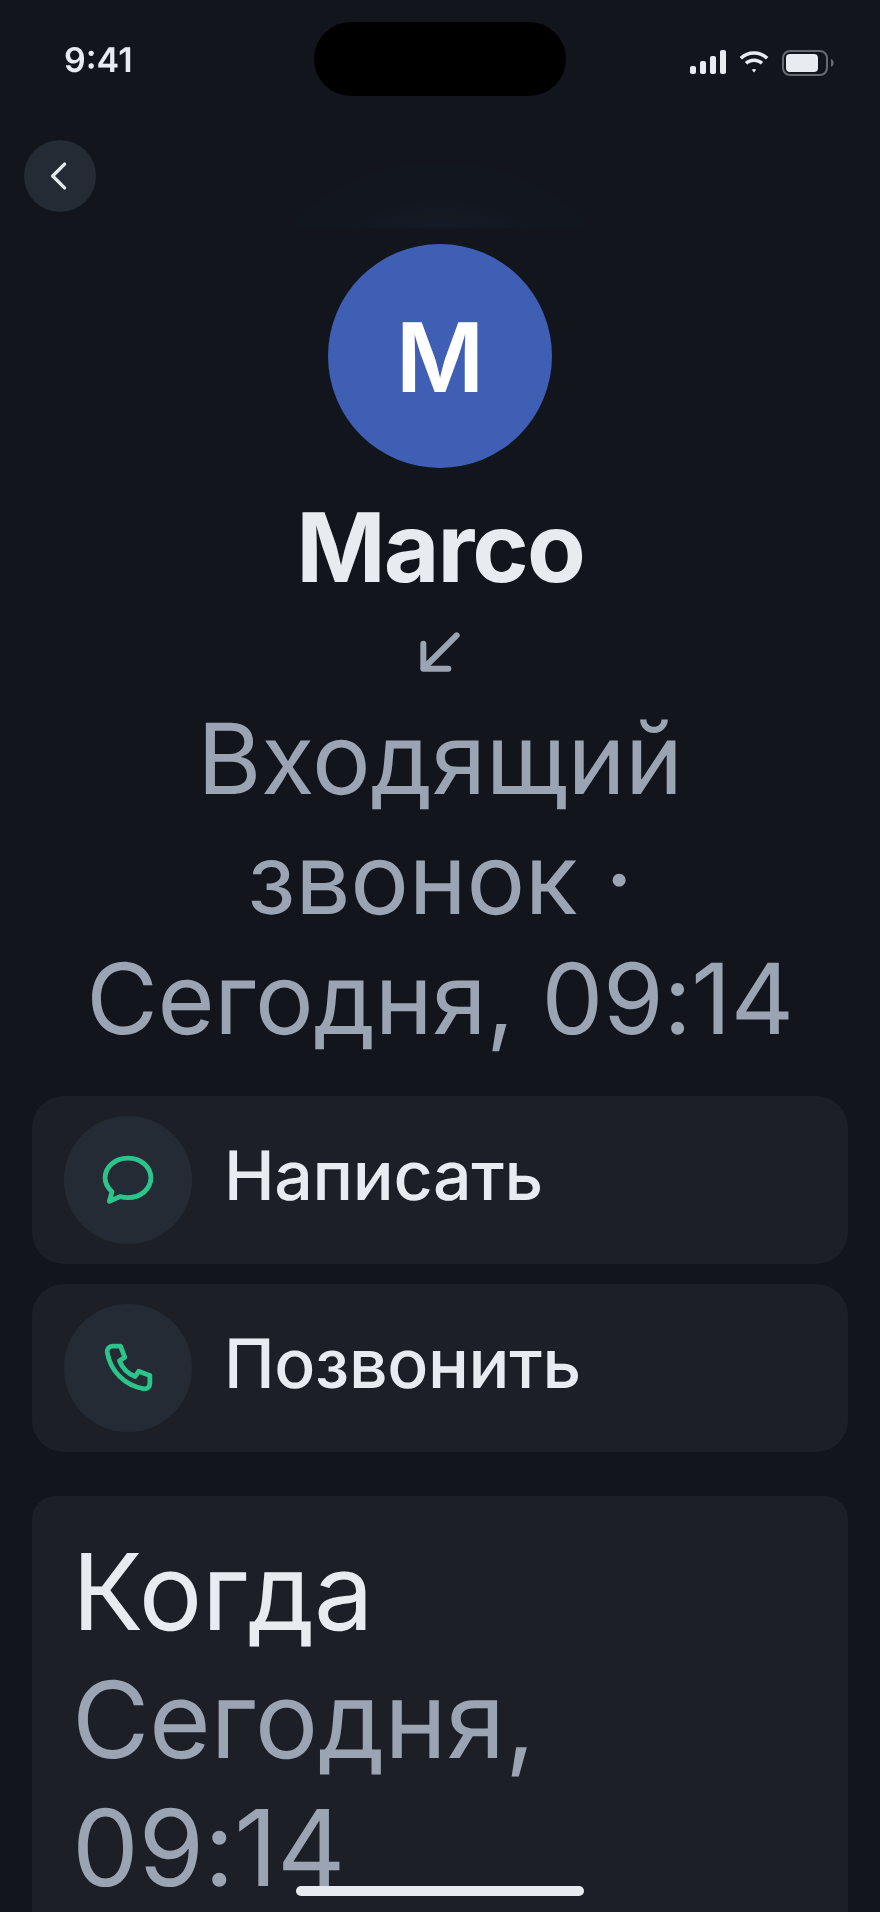 9:41
M
Marco
Входящий
звонок ·
Сегодня, 09:14
Написать
Позвонить
Когда
Сегодня,
09:14